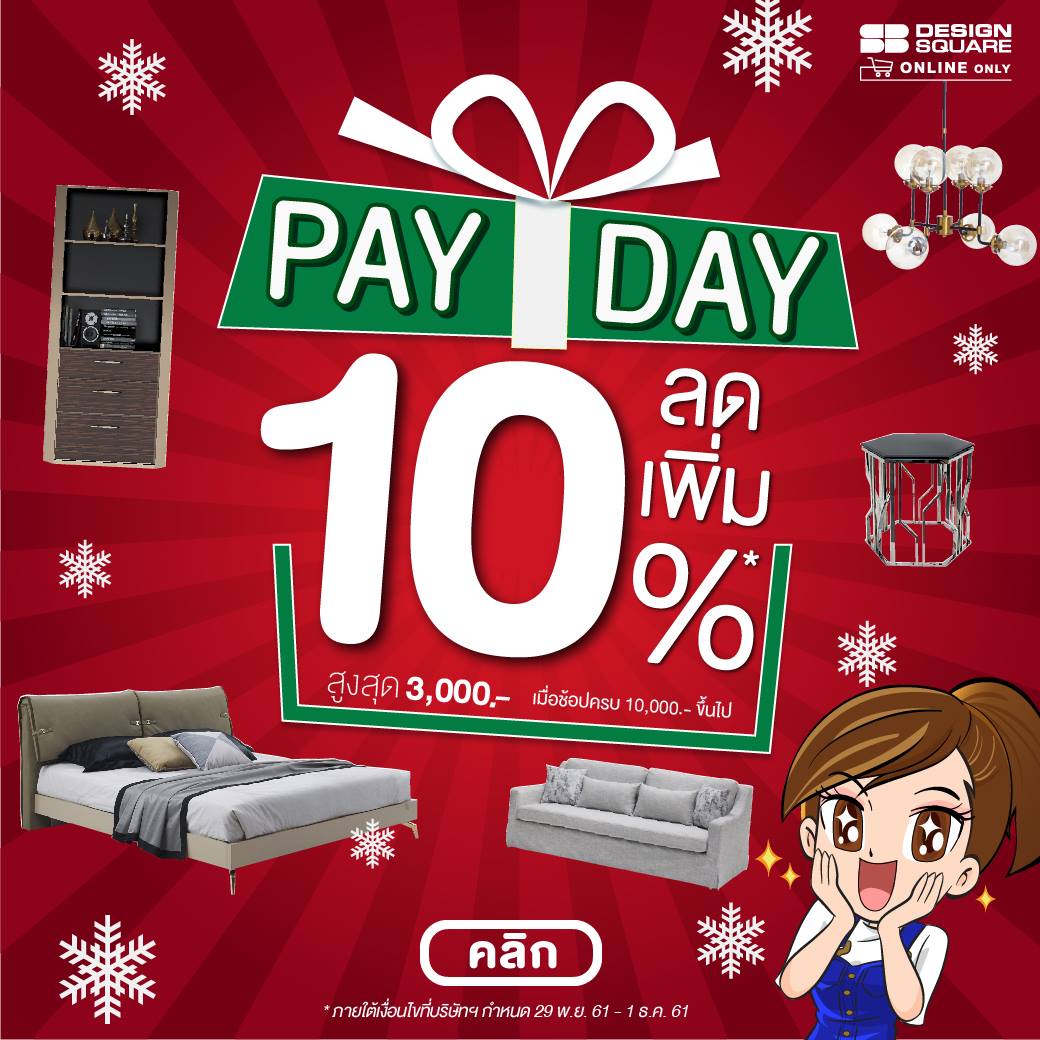 SB DESIGN
SQUARE
ONLINE ONLY
PAY DAY
10
ลด
เพิ่ม
%*
สูงสุด 3,000.- เมื่อช้อปครบ 10,000.- ขึ้นไป
คลิก
* ภายใต้เงื่อนไขที่บริษัทฯ กำหนด 29 พ.ย. 61 - 1 ธ.ค. 61